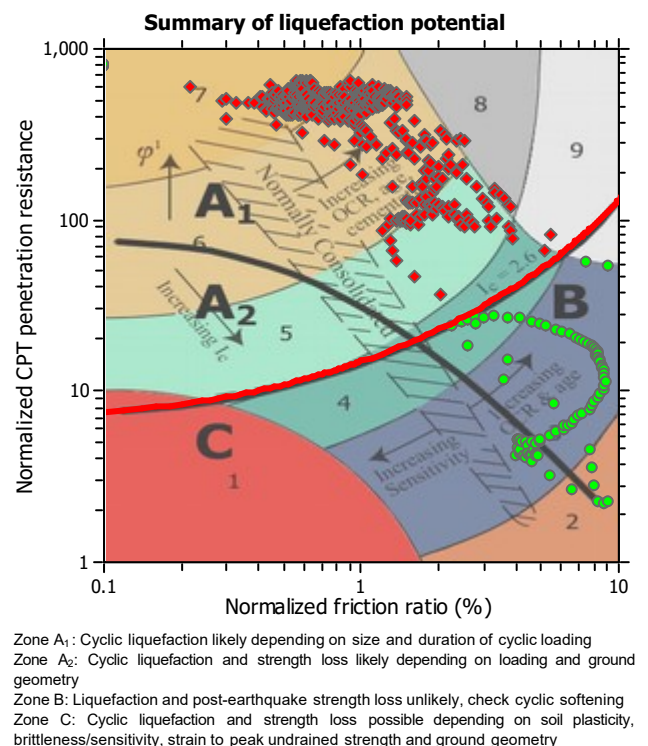 Summary of liquefaction potential
1,000
7
8
9
φ¹
A₁
Normally Consolidated
Increasing
OCR, age,
cementation
100
6
A₂
Increasing Ic
5
Ic = 2.6
B
10
4
Increasing
OCR & age
Increasing
Sensitivity
C
1
2
1
0.1
1
10
Normalized CPT penetration resistance
Normalized friction ratio (%)
Zone A₁: Cyclic liquefaction likely depending on size and duration of cyclic loading
Zone A₂: Cyclic liquefaction and strength loss likely depending on loading and ground
geometry
Zone B: Liquefaction and post-earthquake strength loss unlikely, check cyclic softening
Zone C: Cyclic liquefaction and strength loss possible depending on soil plasticity,
brittleness/sensitivity, strain to peak undrained strength and ground geometry